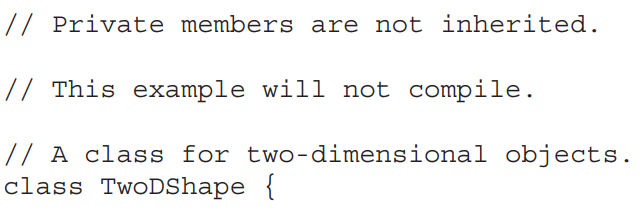 // Private members are not inherited.
// This example will not compile.
// A class for two-dimensional objects.
class TwoDShape {